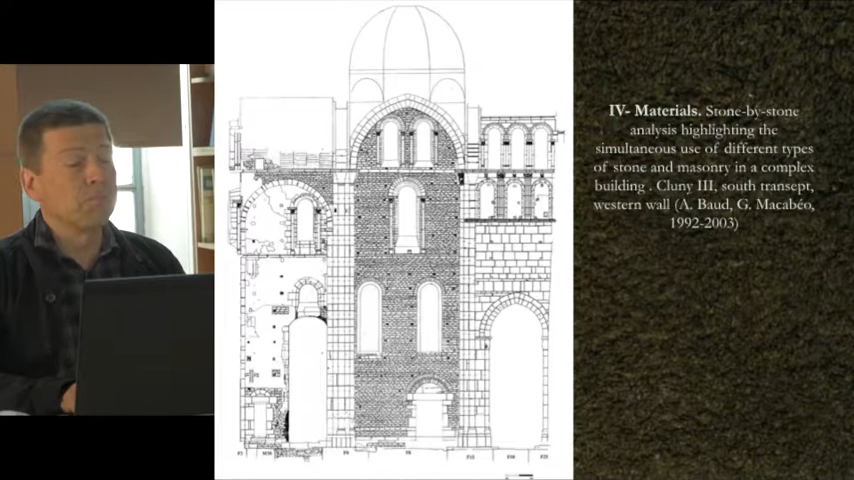 IV- Materials. Stone-by-stone
analysis highlighting the
simultaneous use of different types
of stone and masonry in a complex
building . Cluny III, south transept,
western wall (A. Baud, G. Macabéo,
1992-2003)